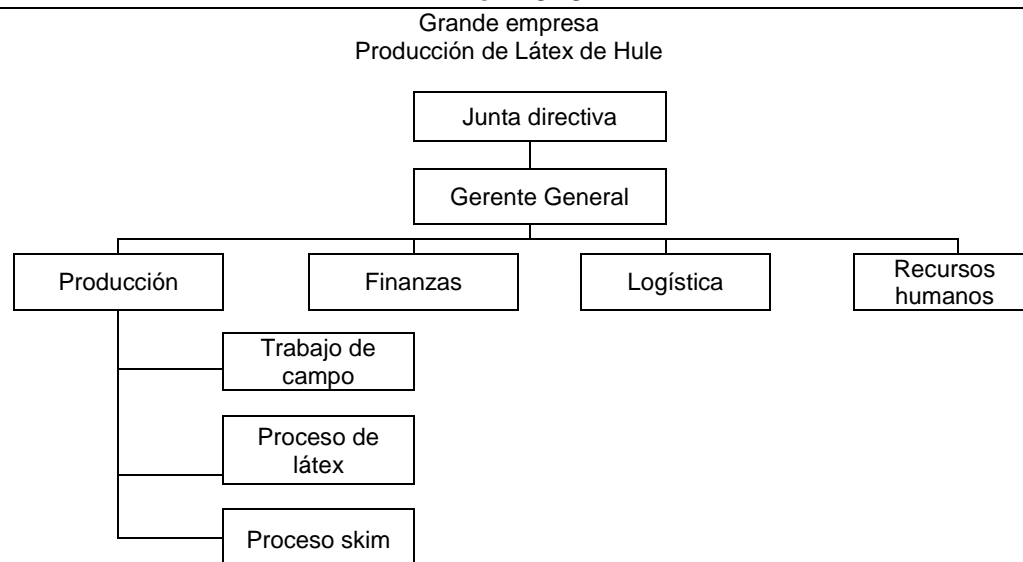 Grande empresa
Producción de Látex de Hule
Junta directiva
Gerente General
Producción
Finanzas
Logística
Recursos
humanos
Trabajo de
campo
Proceso de
látex
Proceso skim